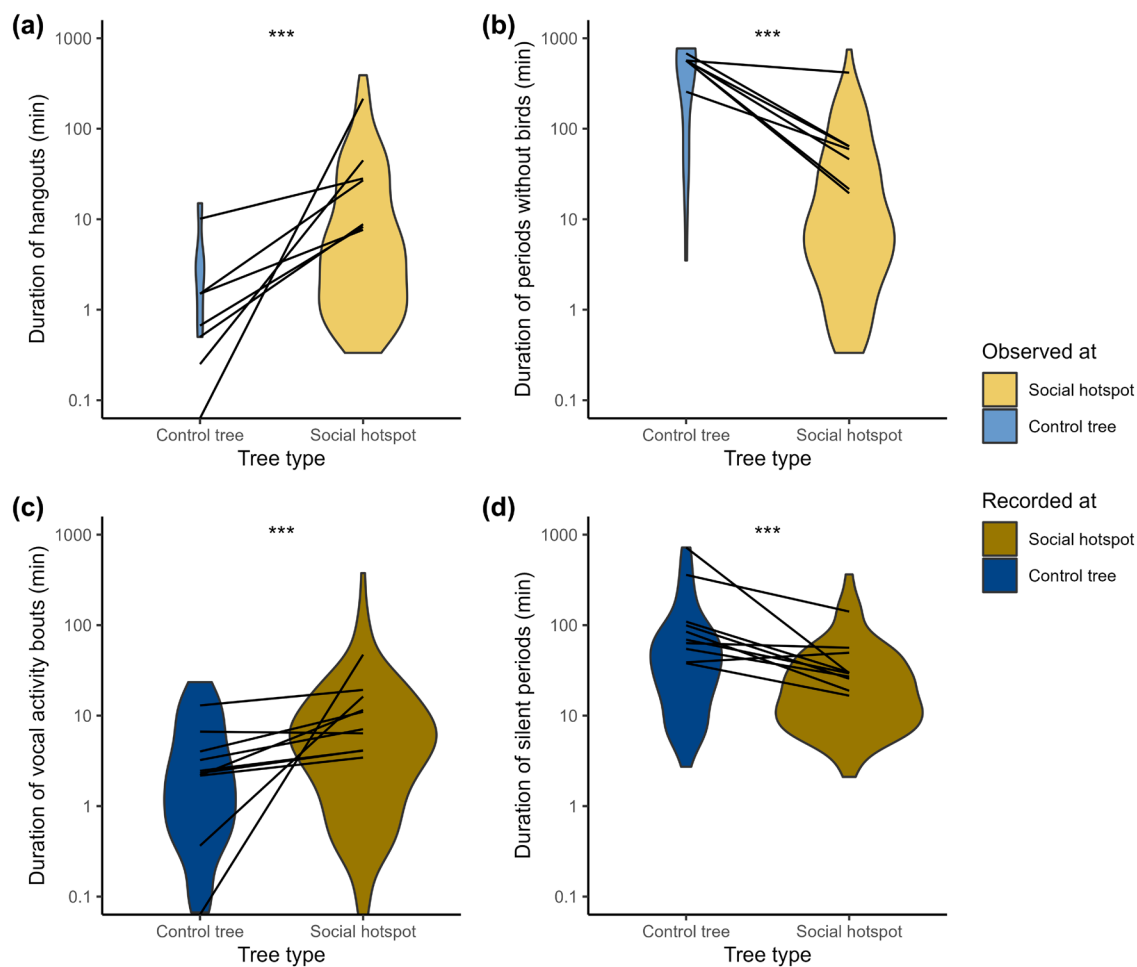 (a)
***
Duration of hangouts (min)
1000
100
10
1
0.1
Control tree
Social hotspot
Tree type
(b)
***
Duration of periods without birds (min)
1000
100
10
1
0.1
Control tree
Social hotspot
Tree type
Observed at
Social hotspot
Control tree
Recorded at
Social hotspot
Control tree
(c)
***
Duration of vocal activity bouts (min)
1000
100
10
1
0.1
Control tree
Social hotspot
Tree type
(d)
***
Duration of silent periods (min)
1000
100
10
1
0.1
Control tree
Social hotspot
Tree type